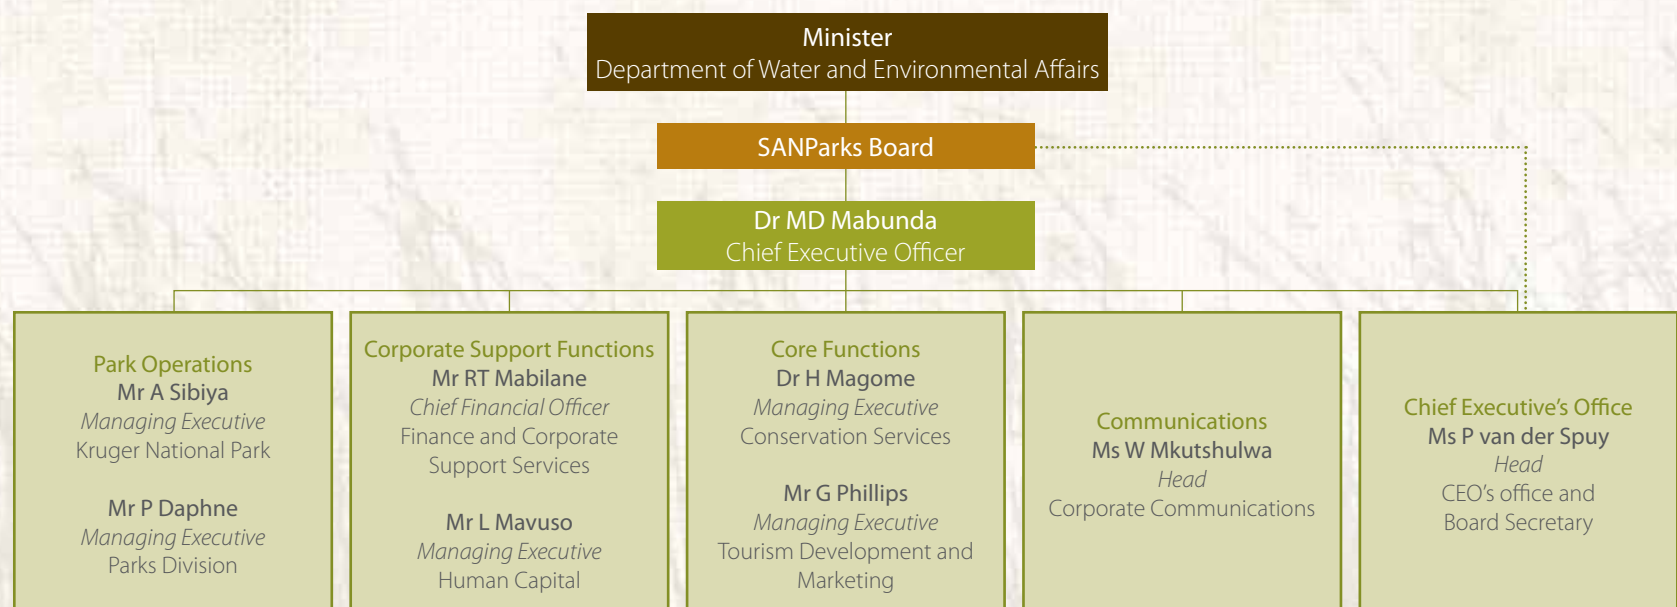 Minister
Department of Water and Environmental Affairs
SANParks Board
Dr MD Mabunda
Chief Executive Officer
Park Operations
Mr A Sibiya
Managing Executive
Kruger National Park
Mr P Daphne
Managing Executive
Parks Division
Corporate Support Functions
Mr RT Mabilane
Chief Financial Officer
Finance and Corporate
Support Services
Mr L Mavuso
Managing Executive
Human Capital
Core Functions
Dr H Magome
Managing Executive
Conservation Services
Mr G Phillips
Managing Executive
Tourism Development and
Marketing
Communications
Ms W Mkutshulwa
Head
Corporate Communications
Chief Executive's Office
Ms P van der Spuy
Head
CEO's office and
Board Secretary